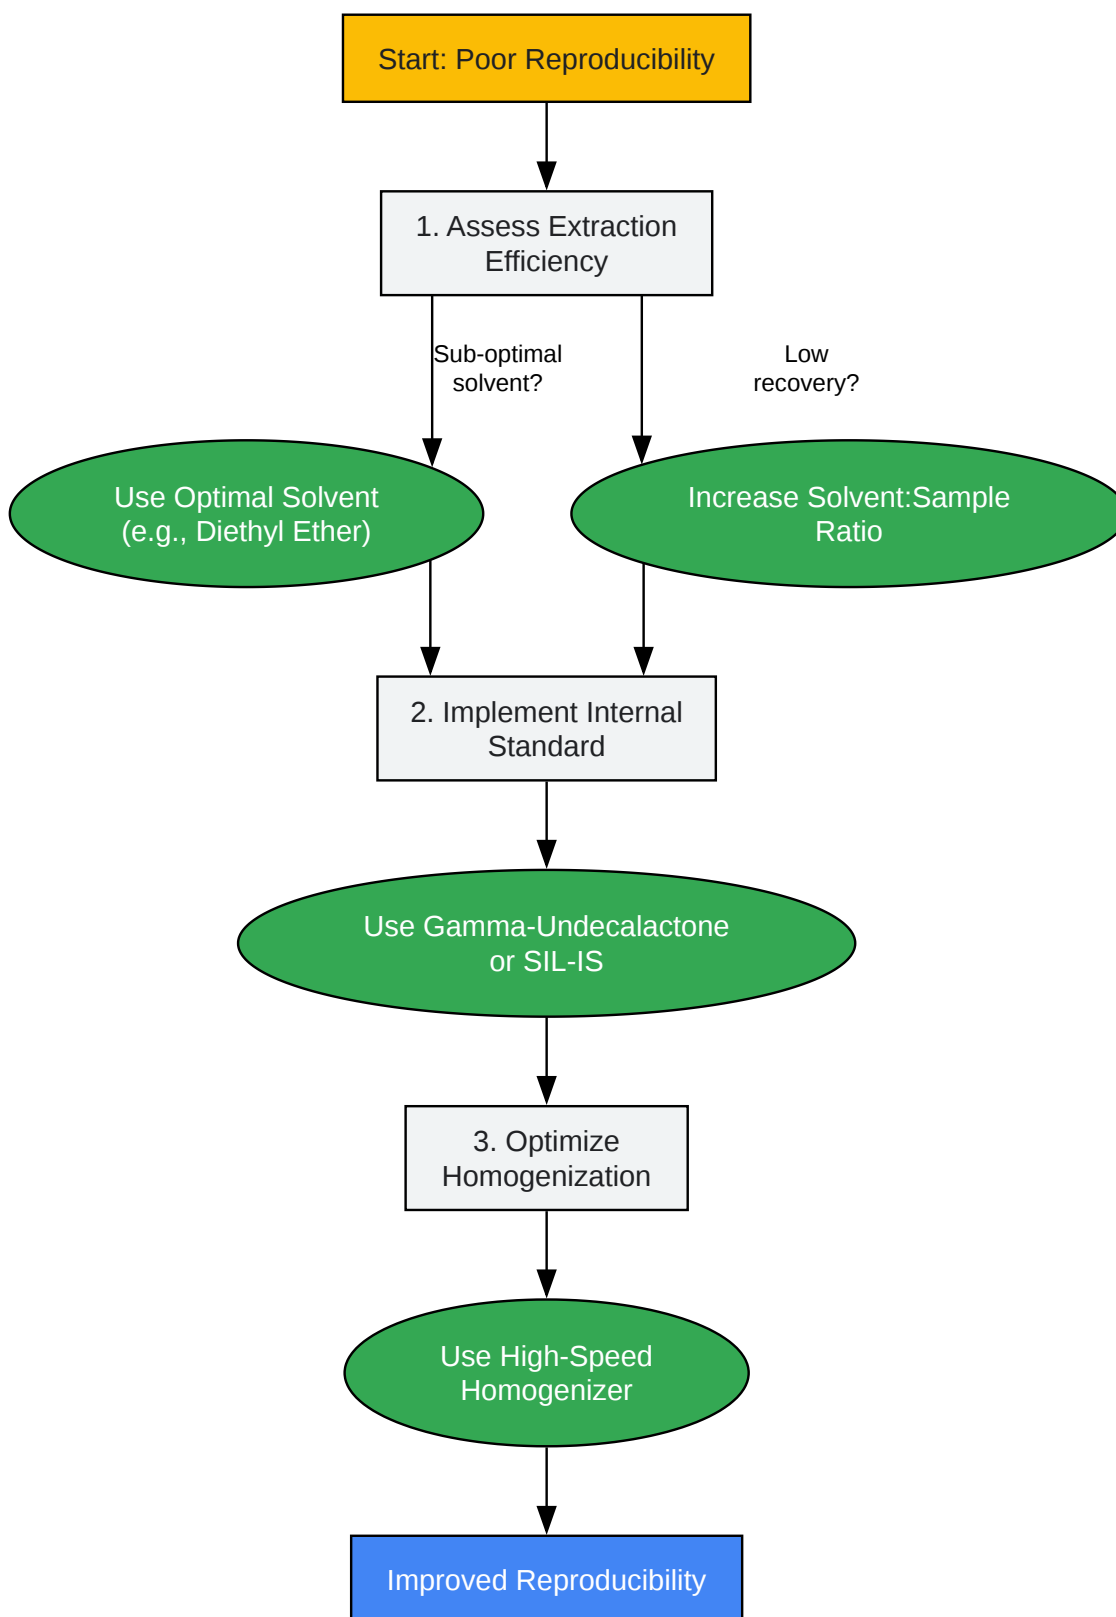 Start: Poor Reproducibility
1. Assess Extraction
Efficiency
Sub-optimal
solvent?
Low
recovery?
Use Optimal Solvent
(e.g., Diethyl Ether)
Increase Solvent:Sample
Ratio
2. Implement Internal
Standard
Use Gamma-Undecalactone
or SIL-IS
3. Optimize
Homogenization
Use High-Speed
Homogenizer
Improved Reproducibility